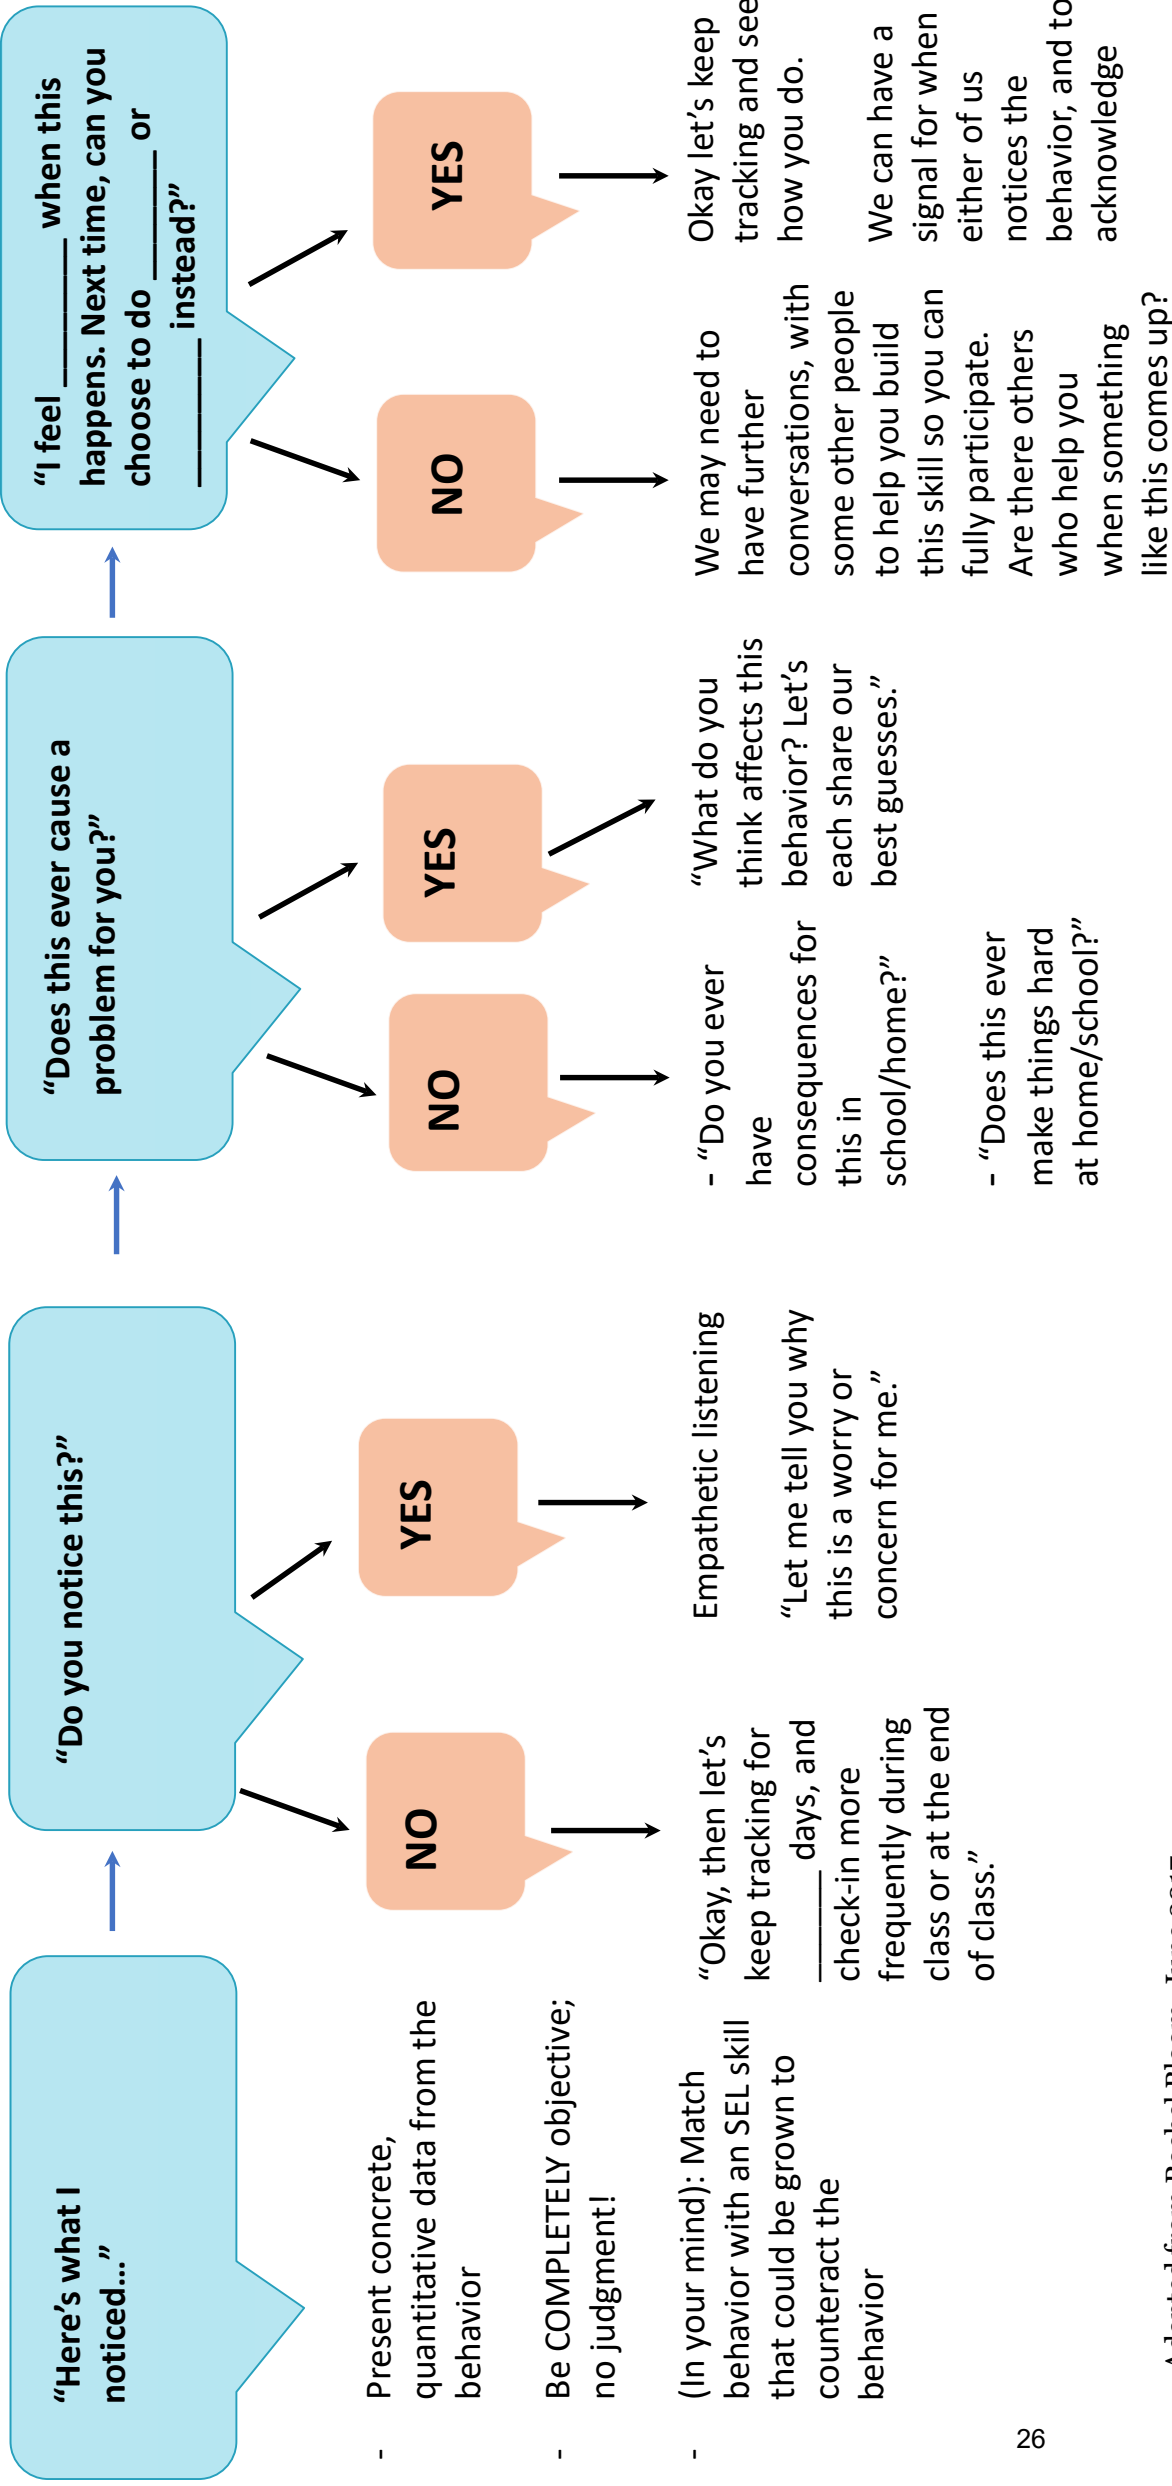 “Here’s what I
noticed...”
- Present concrete,
quantitative data from the
behavior
- Be COMPLETELY objective;
no judgment!
- (In your mind): Match
behavior with an SEL skill
that could be grown to
counteract the
behavior
“Do you notice this?”
NO
“Okay, then let’s
keep tracking for
______ days, and
check-in more
frequently during
class or at the end
of class.”
YES
Empathetic listening
“Let me tell you why
this is a worry or
concern for me.”
“Does this ever cause a
problem for you?”
NO
- “Do you ever
have
consequences for
this in
school/home?”
- “Does this ever
make things hard
at home/school?”
YES
“What do you
think affects this
behavior? Let’s
each share our
best guesses.”
“I feel ________ when this
happens. Next time, can you
choose to do _______ or
________ instead?”
NO
We may need to
have further
conversations, with
some other people
to help you build
this skill so you can
fully participate.
Are there others
who help you
when something
like this comes up?
YES
Okay let’s keep
tracking and see
how you do.
We can have a
signal for when
either of us
notices the
behavior, and to
acknowledge
26